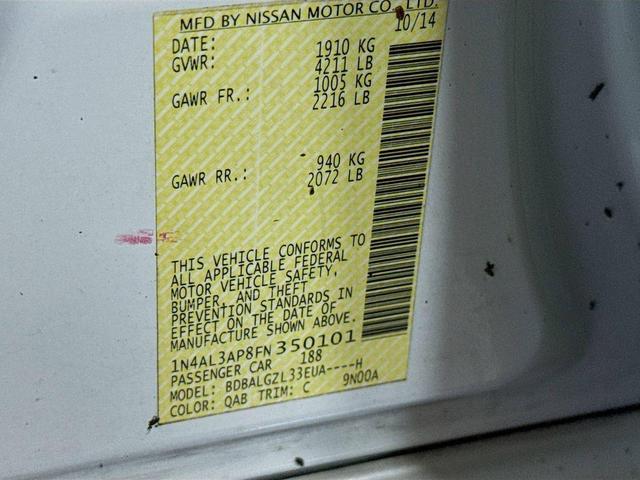 MFD BY NISSAN MOTOR CO., LTD.
DATE: 10/14
GVWR: 1910 KG
4211 LB
GAWR FR.: 1005 KG
2216 LB
GAWR RR.: 940 KG
2072 LB
THIS VEHICLE CONFORMS TO
ALL APPLICABLE FEDERAL
MOTOR VEHICLE SAFETY,
BUMPER, AND THEFT
PREVENTION STANDARDS IN
EFFECT ON THE DATE OF
MANUFACTURE SHOWN ABOVE.
1N4AL3AP8FN350101
PASSENGER CAR 188
MODEL: BDBALGZL33EUA----H
COLOR: QAB TRIM: C 9N00A